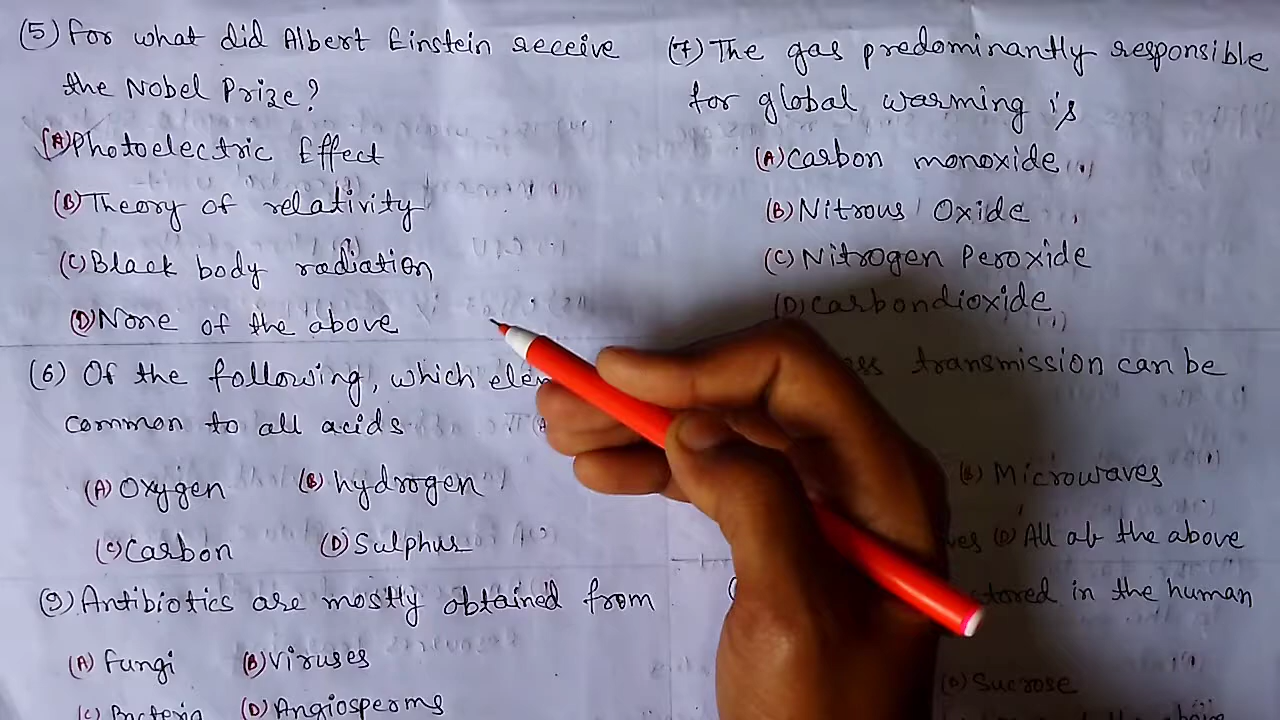 (5) For what did Albert Einstein receive
the Nobel Prize?
(A) Photoelectric Effect
(B) Theory of relativity
(C) Black body radiation
(D) None of the above
(6) Of the following, which
common to all acids
(A) Oxygen (B) hydrogen
(C) Carbon (D) Sulphur
(9) Antibiotics are mostly obtained from
(A) Fungi (B) Viruses
(C) Bacteria (D) Angiosperms
(7) The gas predominantly responsible
for global warming is
(A) Carbon monoxide
(B) Nitrous Oxide
(C) Nitrogen Peroxide
(D) Carbondioxide
transmission can be
(B) Microwaves
(D) All of the above
stored in the human
Sucrose